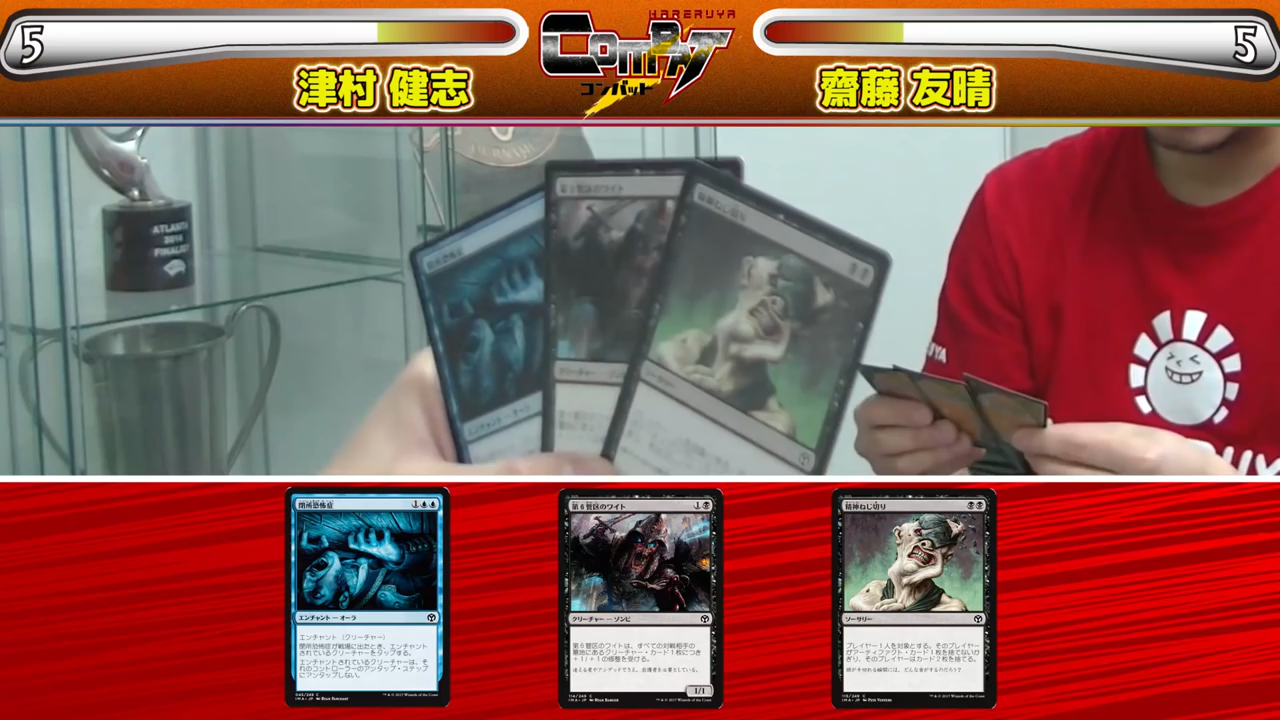 5
HARERUYA
COMBAT
コンバット
5
津村 健志
齋藤 友晴
ATLANTA
2014
FINALIST
閉所恐怖症
エンチャント — オーラ
エンチャント（クリーチャー）
閉所恐怖症が戦場に出たとき、エンチャント
されているクリーチャーをタップする。
エンチャントされているクリーチャーは、そ
れのコントローラーのアンタップ・ステップ
にアンタップしない。
第６管区のワイト
1
クリーチャー — ゾンビ
第６管区のワイトは、すべての対戦相手の
墓地にあるクリーチャー・カード１枚につき
＋１/＋１の修整を受ける。
1/1
精神ねじ切り
ソーサリー
プレイヤー１人を対象とする。そのプレイヤー
がアーティファクト・カード１枚を捨てないか
ぎり、そのプレイヤーはカード２枚を捨てる。